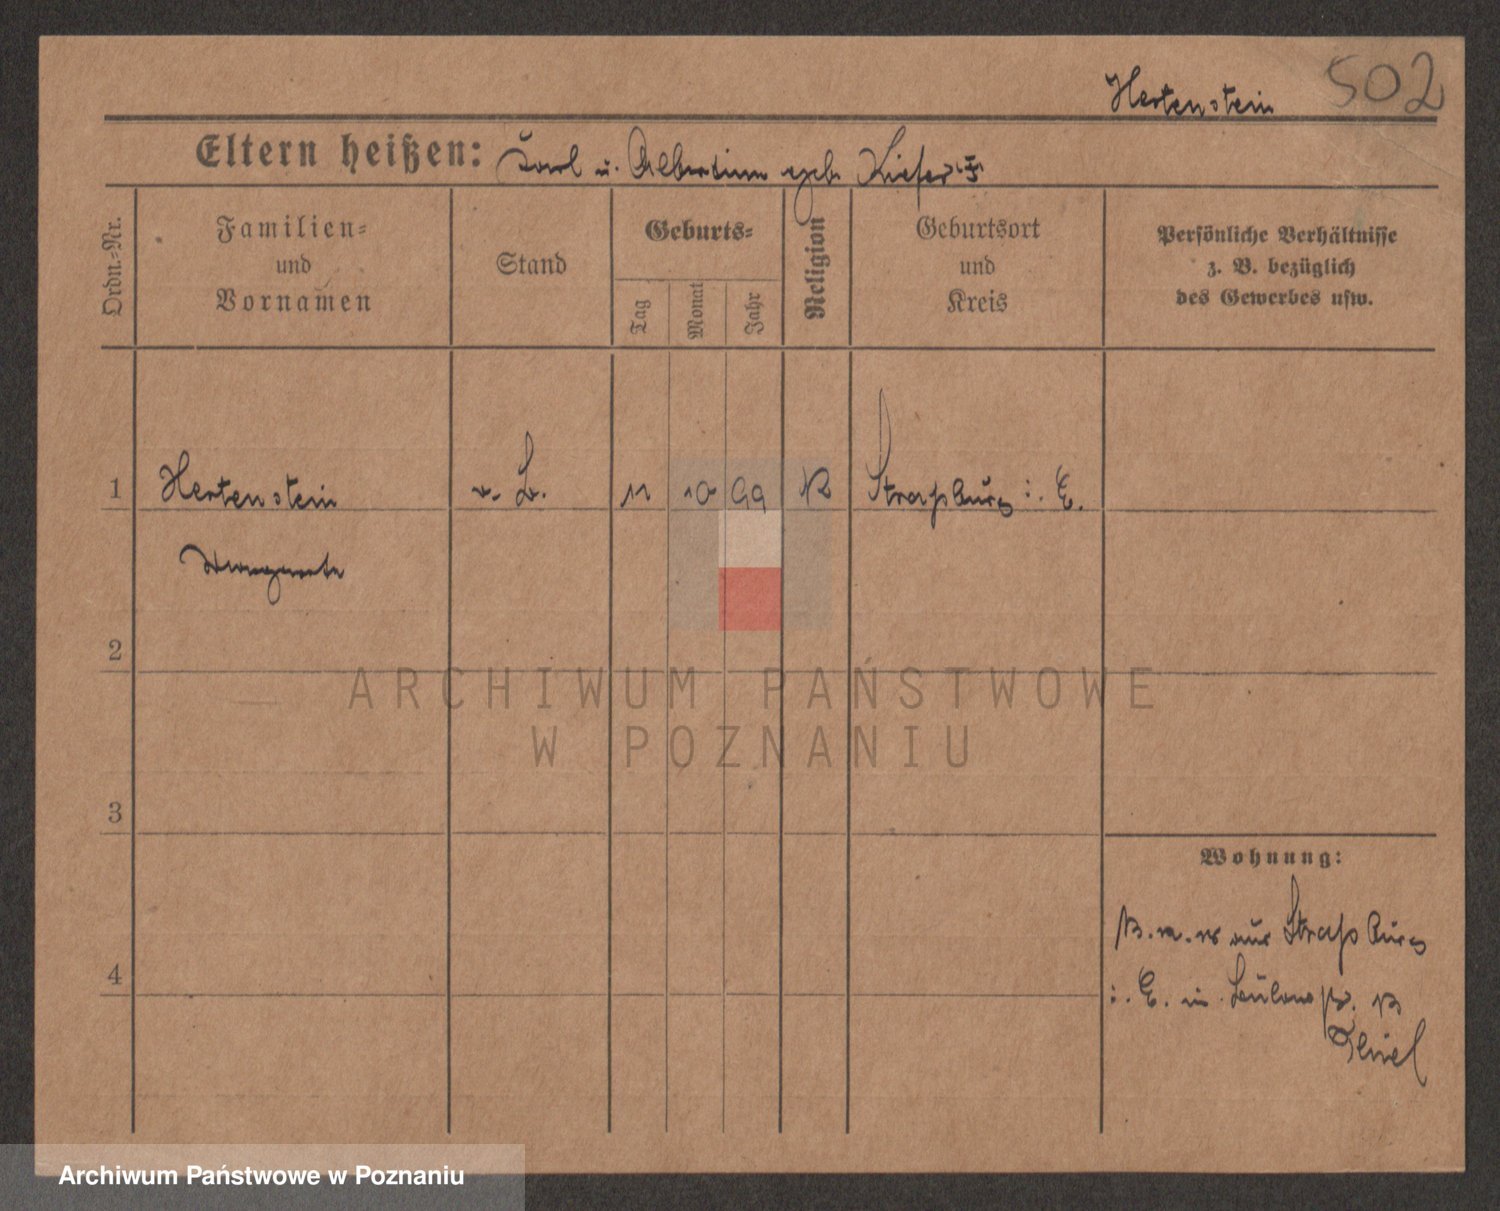 502
Hertenstein
Eltern heißen: Karl u. Albertine geb. Kiefer
Ordn.-Nr.
Familien-
und
Vornamen
Stand
Geburts-
Tag
Monat
Jahr
Religion
Geburtsort
und
Kreis
Persönliche Verhältnisse
z. B. bezüglich
des Gewerbes usw.
1 Hertenstein 11 10 99 Straßburg i. E.
Margarete
2
3
4
Wohnung:
aus Straßburg
i. E.
ARCHIWUM PAŃSTWOWE
W POZNANIU
Archiwum Państwowe w Poznaniu